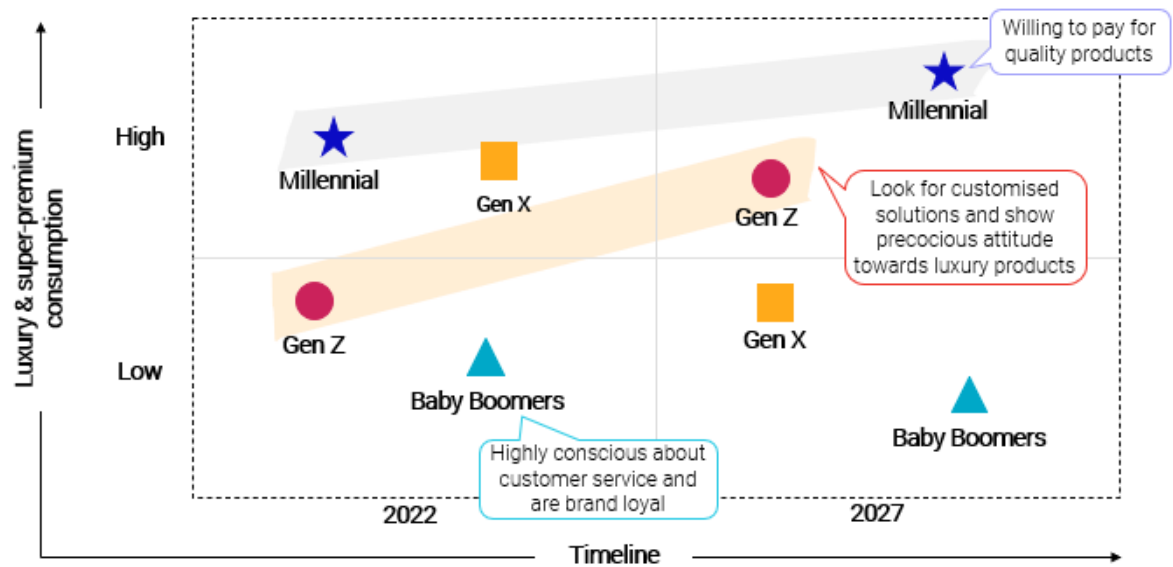 Willing to pay for
quality products
High
Millennial
Millennial
Gen X
Gen Z
Look for customised
solutions and show
precocious attitude
towards luxury products
Luxury & super-premium
consumption
Gen Z
Gen X
Low
Baby Boomers
Baby Boomers
Highly conscious about
customer service and
are brand loyal
2022
2027
Timeline